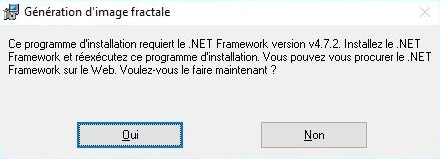 Génération d'image fractale
Ce programme d'installation requiert le .NET Framework version v4.7.2. Installez le .NET
Framework et réexécutez ce programme d'installation. Vous pouvez vous procurer le .NET
Framework sur le Web. Voulez-vous le faire maintenant ?
Oui
Non